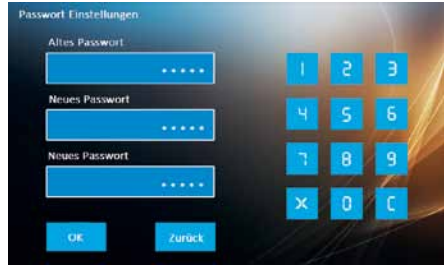 Passwort Einstellungen
Altes Passwort
*****
Neues Passwort
*****
Neues Passwort
*****
OK
Zurück
1 2 3
4 5 6
7 8 9
X 0 C